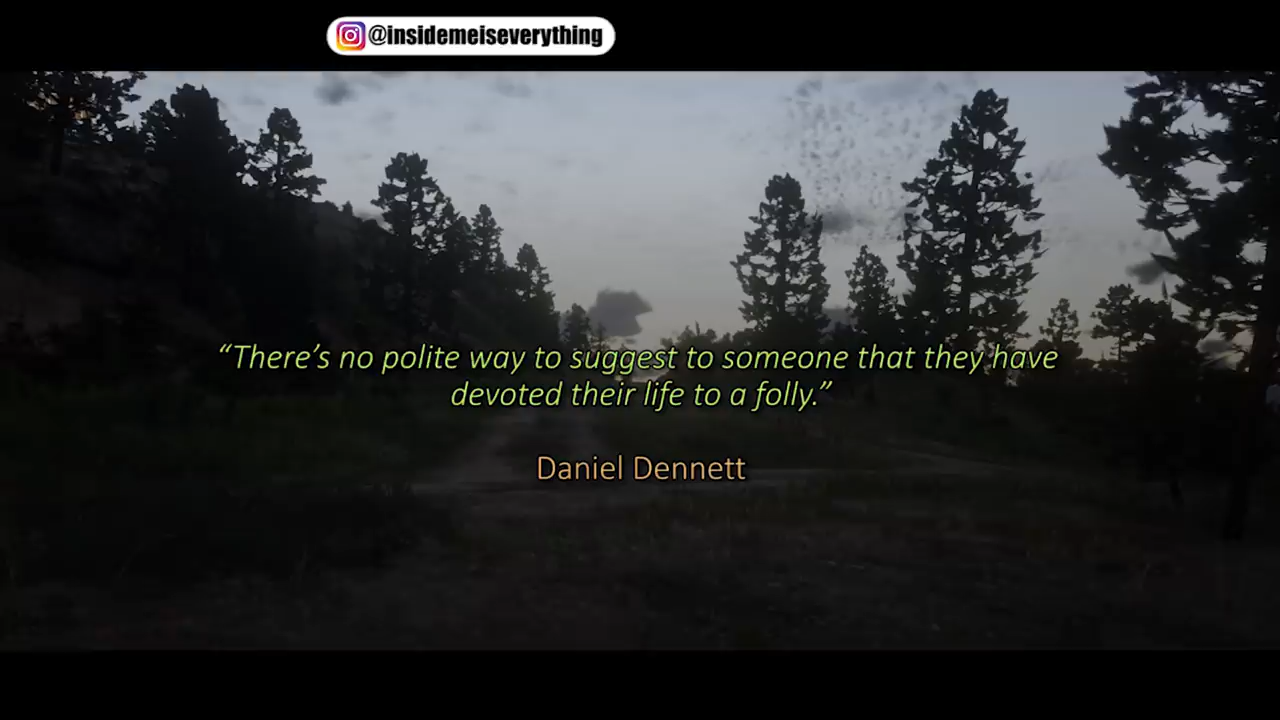 @insidemeiseverything
“There’s no polite way to suggest to someone that they have
devoted their life to a folly.”
Daniel Dennett